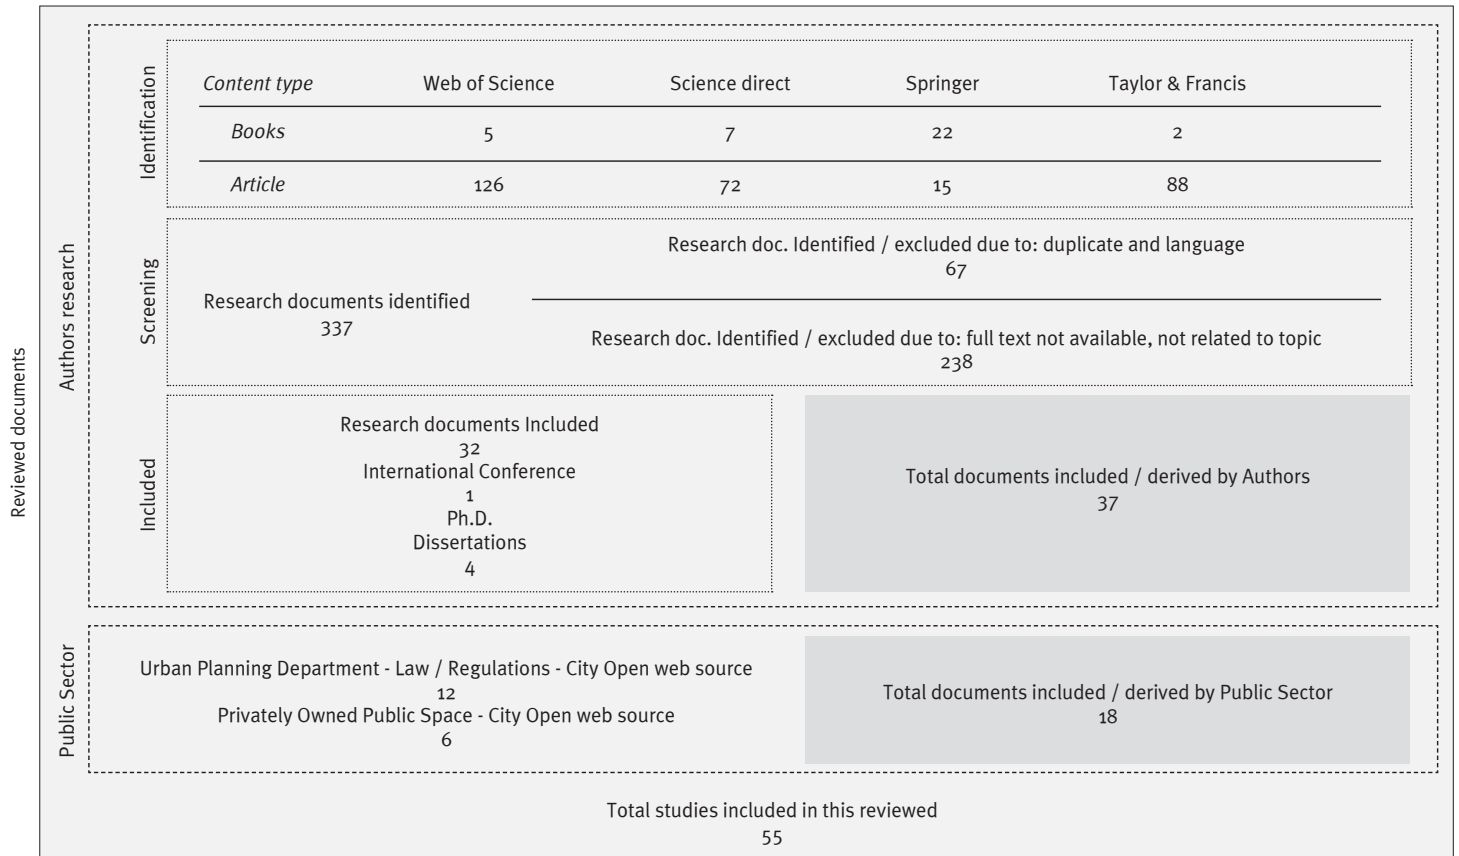 Reviewed documents
Authors research
Identification
Content type Web of Science Science direct Springer Taylor & Francis
Books 5 7 22 2
Article 126 72 15 88
Screening
Research documents identified
337
Research doc. Identified / excluded due to: duplicate and language
67
Research doc. Identified / excluded due to: full text not available, not related to topic
238
Included
Research documents Included
32
International Conference
1
Ph.D.
Dissertations
4
Total documents included / derived by Authors
37
Public Sector
Urban Planning Department - Law / Regulations - City Open web source
12
Privately Owned Public Space - City Open web source
6
Total documents included / derived by Public Sector
18
Total studies included in this reviewed
55